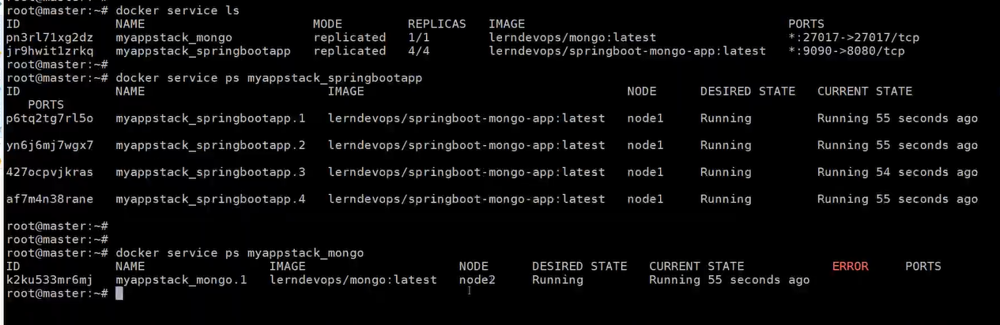 root@master:~# docker service ls
ID NAME MODE REPLICAS IMAGE PORTS
pn3rl71xg2dz myappstack_mongo replicated 1/1 lerndevops/mongo:latest *:27017->27017/tcp
jr9hwit1zrkq myappstack_springbootapp replicated 4/4 lerndevops/springboot-mongo-app:latest *:9090->8080/tcp
root@master:~#
root@master:~# docker service ps myappstack_springbootapp
ID NAME IMAGE NODE DESIRED STATE CURRENT STATE
PORTS
p6tq2tg7rl5o myappstack_springbootapp.1 lerndevops/springboot-mongo-app:latest node1 Running Running 55 seconds ago
yn6j6mj7wgx7 myappstack_springbootapp.2 lerndevops/springboot-mongo-app:latest node1 Running Running 55 seconds ago
427ocpvjkras myappstack_springbootapp.3 lerndevops/springboot-mongo-app:latest node1 Running Running 54 seconds ago
af7m4n38rane myappstack_springbootapp.4 lerndevops/springboot-mongo-app:latest node1 Running Running 55 seconds ago
root@master:~#
root@master:~#
root@master:~# docker service ps myappstack_mongo
ID NAME IMAGE NODE DESIRED STATE CURRENT STATE ERROR PORTS
k2ku533mr6mj myappstack_mongo.1 lerndevops/mongo:latest node2 Running Running 55 seconds ago
root@master:~#